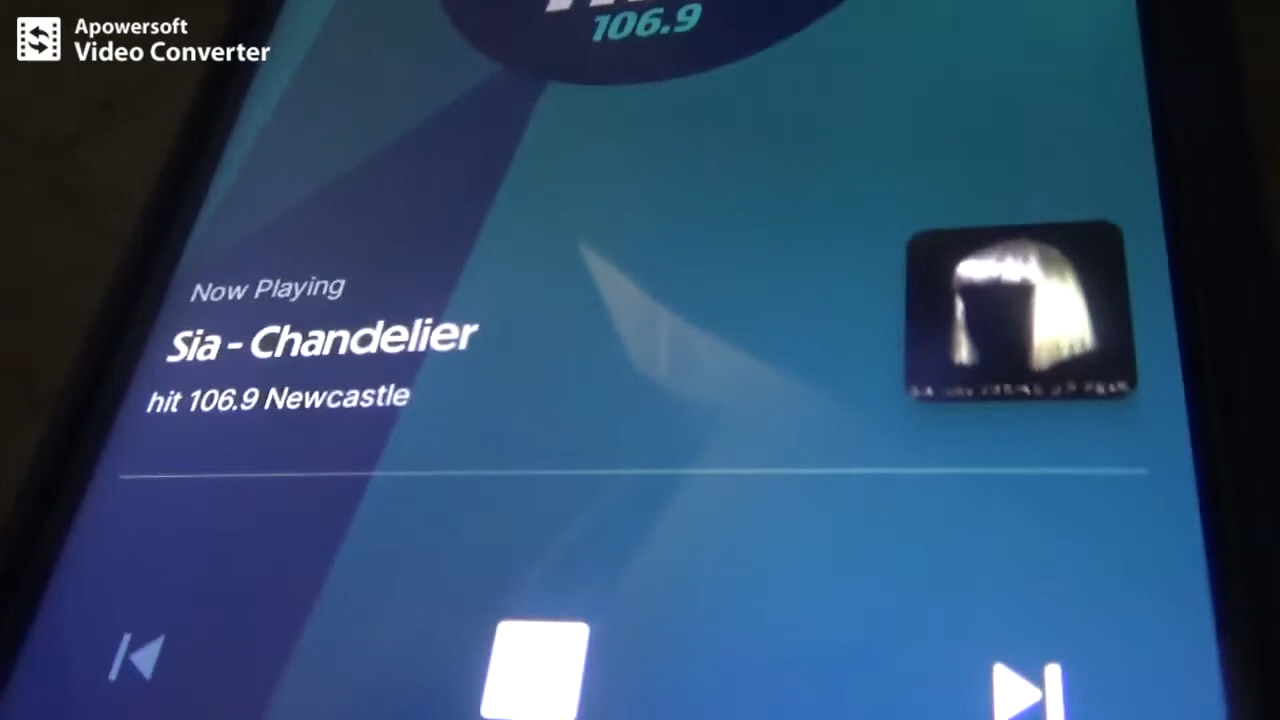 Apowersoft
Video Converter
106.9
Now Playing
Sia - Chandelier
hit 106.9 Newcastle